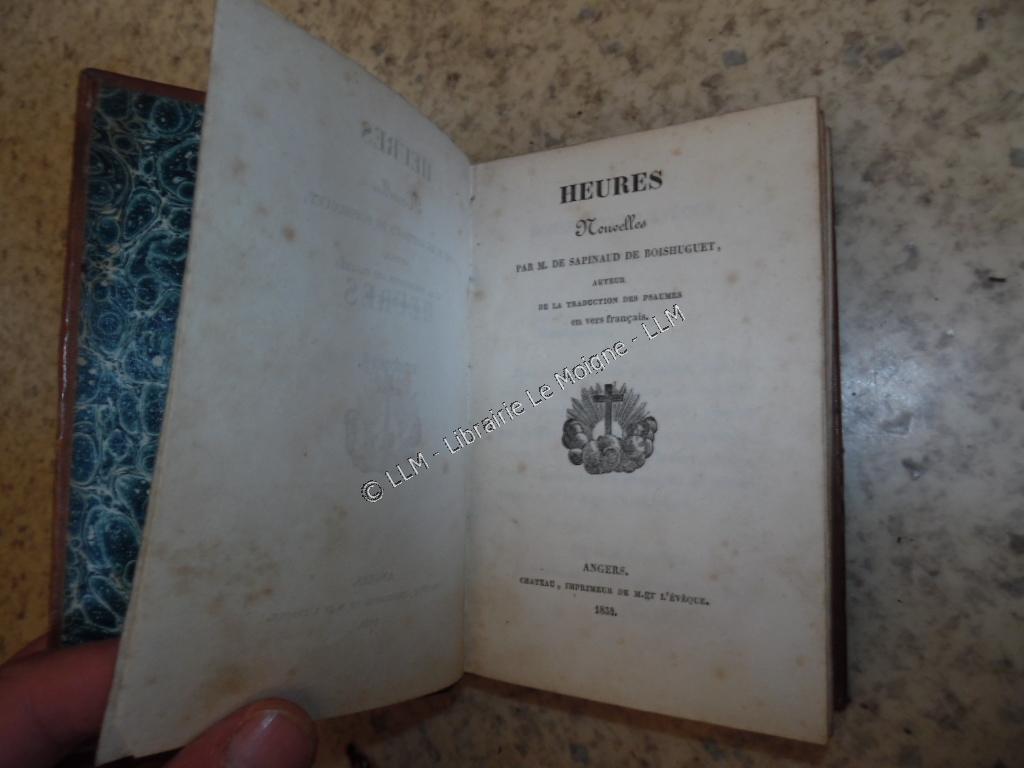 HEURES
Nouvelles
PAR M. DE SAPINAUD DE BOISHUGUET,
AUTEUR
DE LA TRADUCTION DES PSAUMES
en vers français.
© LLM - Librairie Le Moigne - LLM
ANGERS.
CHATEAU, IMPRIMEUR DE M.gr L'ÉVÊQUE.